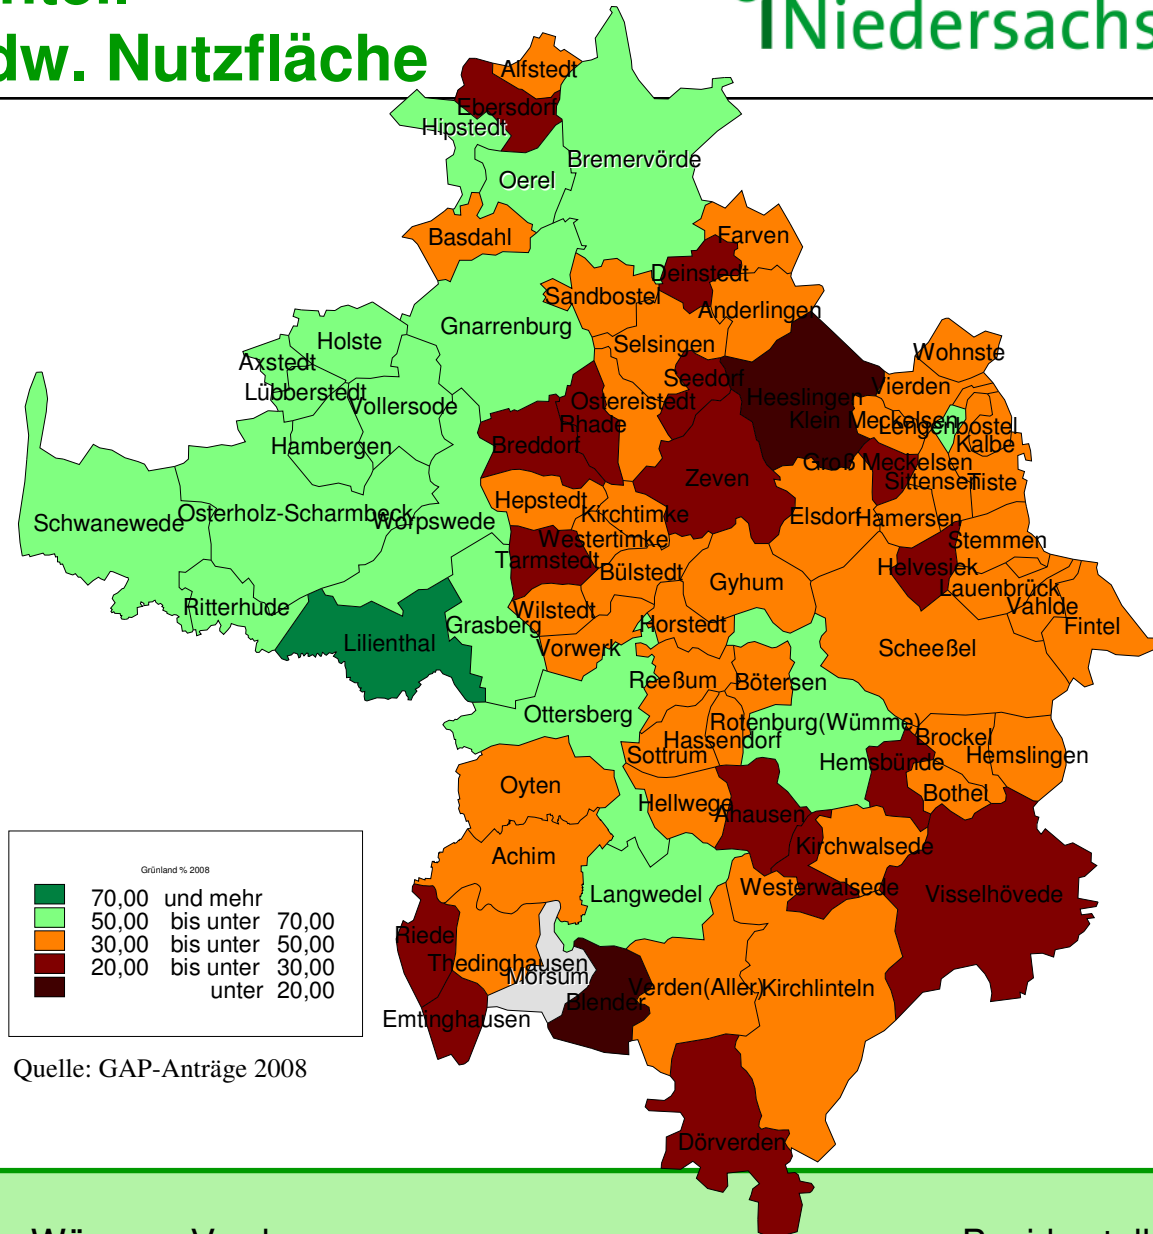 dw. Nutzfläche
Niedersachs
Alfstedt
Ebersdorf
Hipstedt
Bremervörde
Oerel
Farven
Basdahl
Deinstedt
Sandbostel
Anderlingen
Gnarrenburg
Holste
Selsingen
Wohnste
Axstedt
Seedorf
Vierden
Lübberstedt
Heeslingen
Vollersode
Ostereistedt
Klein Meckelsen
Rhade
Lengenbostel
Hambergen
Breddorf
Kalbe
Groß Meckelsen
Zeven
Sittensen
Tiste
Hepstedt
Schwanewede
Osterholz-Scharmbeck
Worpswede
Kirchtimke
Elsdorf
Hamersen
Westertimke
Stemmen
Tarmstedt
Bülstedt
Gyhum
Helvesiek
Lauenbrück
Ritterhude
Wilstedt
Vahlde
Grasberg
Horstedt
Fintel
Lilienthal
Vorwerk
Scheeßel
Reeßum
Bötersen
Ottersberg
Rotenburg(Wümme)
Hassendorf
Brockel
Sottrum
Hemsbünde
Hemslingen
Oyten
Bothel
Hellwege
Ahausen
Achim
Kirchwalsede
Langwedel
Westerwalsede
Visselhövede
Riede
Thedinghausen
Morsum
Verden(Aller)
Kirchlinteln
Blender
Emtinghausen
Dörverden
Grünland % 2008
70,00 und mehr
50,00 bis unter 70,00
30,00 bis unter 50,00
20,00 bis unter 30,00
unter 20,00
Quelle: GAP-Anträge 2008